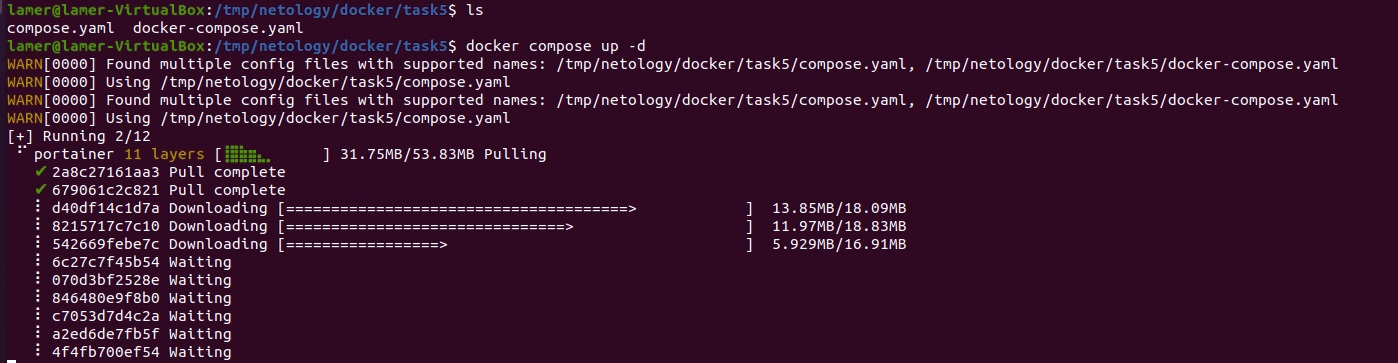 lamer@lamer-VirtualBox:/tmp/netology/docker/task5$ ls
compose.yaml  docker-compose.yaml
lamer@lamer-VirtualBox:/tmp/netology/docker/task5$ docker compose up -d
WARN[0000] Found multiple config files with supported names: /tmp/netology/docker/task5/compose.yaml, /tmp/netology/docker/task5/docker-compose.yaml
WARN[0000] Using /tmp/netology/docker/task5/compose.yaml
WARN[0000] Found multiple config files with supported names: /tmp/netology/docker/task5/compose.yaml, /tmp/netology/docker/task5/docker-compose.yaml
WARN[0000] Using /tmp/netology/docker/task5/compose.yaml
[+] Running 2/12
⠋ portainer 11 layers [⣿⣿⣷⣄⡀      ] 31.75MB/53.83MB Pulling
✔ 2a8c27161aa3 Pull complete
✔ 679061c2c821 Pull complete
⠸ d40df14c1d7a Downloading [======================================>            ]  13.85MB/18.09MB
⠸ 8215717c7c10 Downloading [===============================>                   ]  11.97MB/18.83MB
⠸ 542669febe7c Downloading [=================>                                 ]  5.929MB/16.91MB
⠸ 6c27c7f45b54 Waiting
⠸ 070d3bf2528e Waiting
⠸ 846480e9f8b0 Waiting
⠸ c7053d7d4c2a Waiting
⠸ a2ed6de7fb5f Waiting
⠸ 4f4fb700ef54 Waiting